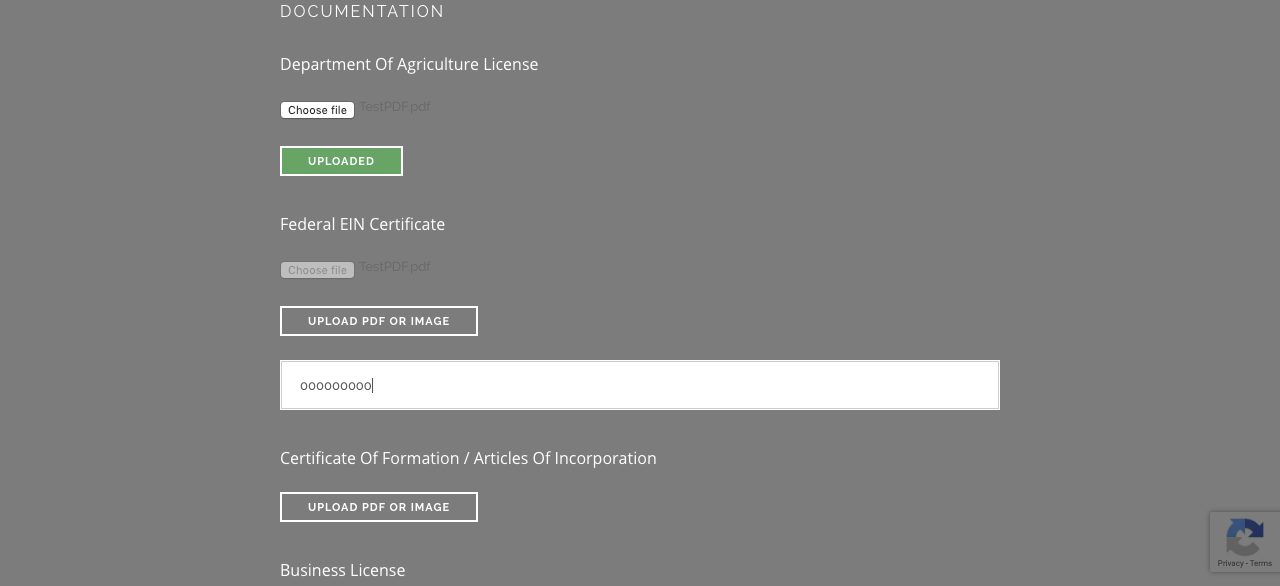 DOCUMENTATION
Department Of Agriculture License
Choose file TestPDF.pdf
UPLOADED
Federal EIN Certificate
Choose file TestPDF.pdf
UPLOAD PDF OR IMAGE
ooooooooo
Certificate Of Formation / Articles Of Incorporation
UPLOAD PDF OR IMAGE
Business License
Privacy - Terms